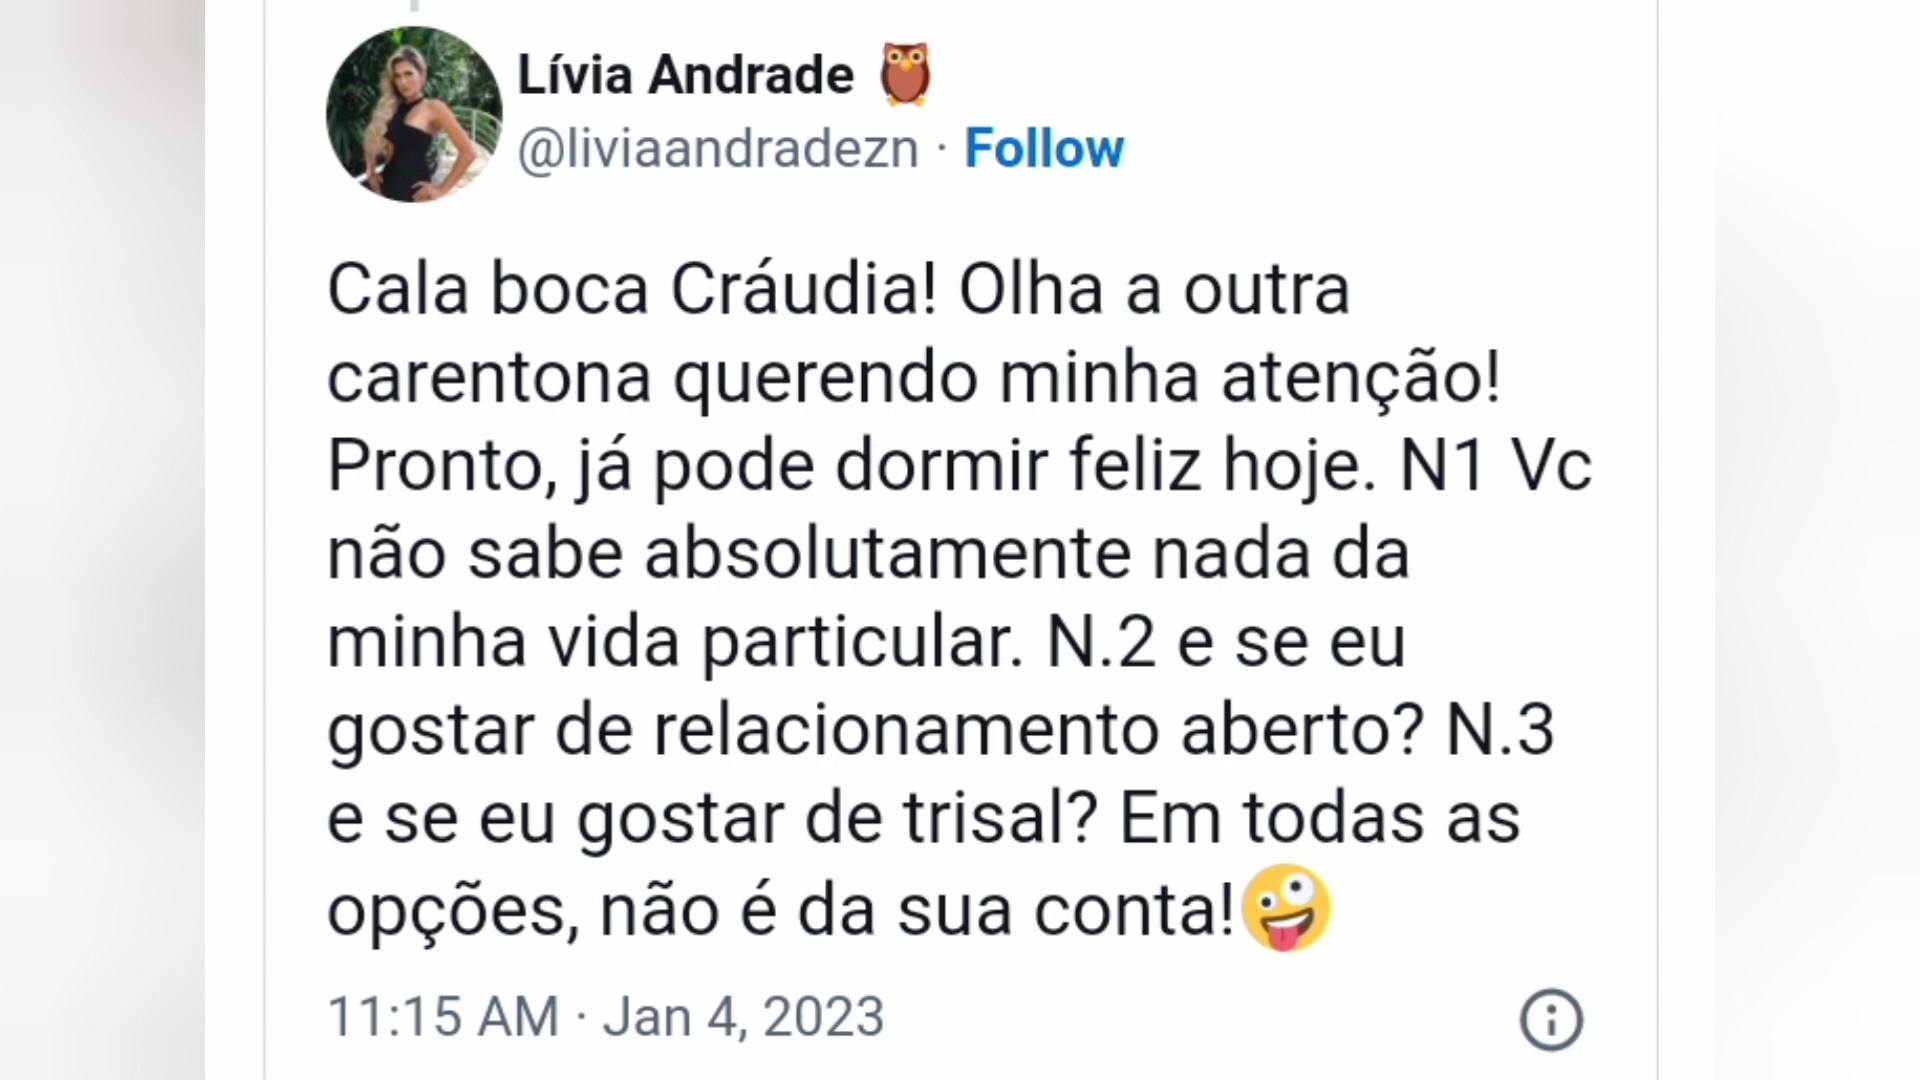 Lívia Andrade 🦉
@liviaandradezn · Follow
Cala boca Cráudia! Olha a outra
carentona querendo minha atenção!
Pronto, já pode dormir feliz hoje. N1 Vc
não sabe absolutamente nada da
minha vida particular. N.2 e se eu
gostar de relacionamento aberto? N.3
e se eu gostar de trisal? Em todas as
opções, não é da sua conta!🤪
11:15 AM · Jan 4, 2023